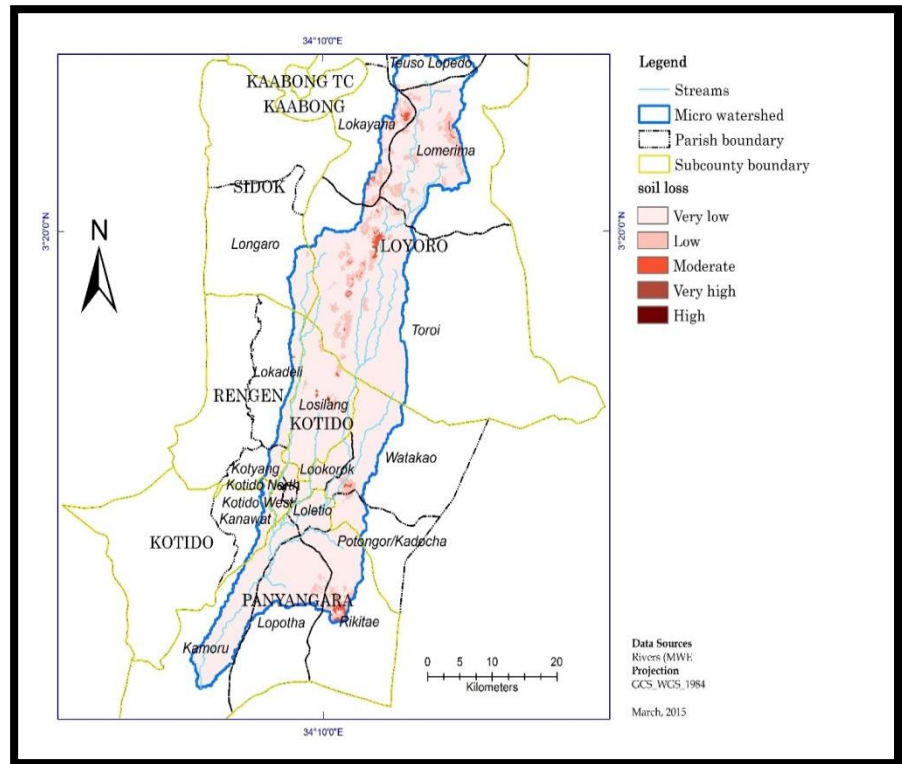 34°10'0"E
Teuso Lopedo
KAABONG TC
KAABONG
Lokayana
Lomerima
SIDOK
3°20'0"N
3°20'0"N
N
Longaro
LOYORO
Toroi
Lokadeli
RENGEN
Losilang
KOTIDO
Kotyang
Lookorok
Watakao
Kotido North
Kotido West
Loletio
Kanawat
KOTIDO
Potongor/Kadocha
PANYANGARA
Lopotha
Rikitae
Kamoru
0 5 10 20
Kilometers
34°10'0"E
Legend
Streams
Micro watershed
Parish boundary
Subcounty boundary
soil loss
Very low
Low
Moderate
Very high
High
Data Sources
Rivers (MWE
Projection
GCS_WGS_1984
March, 2015